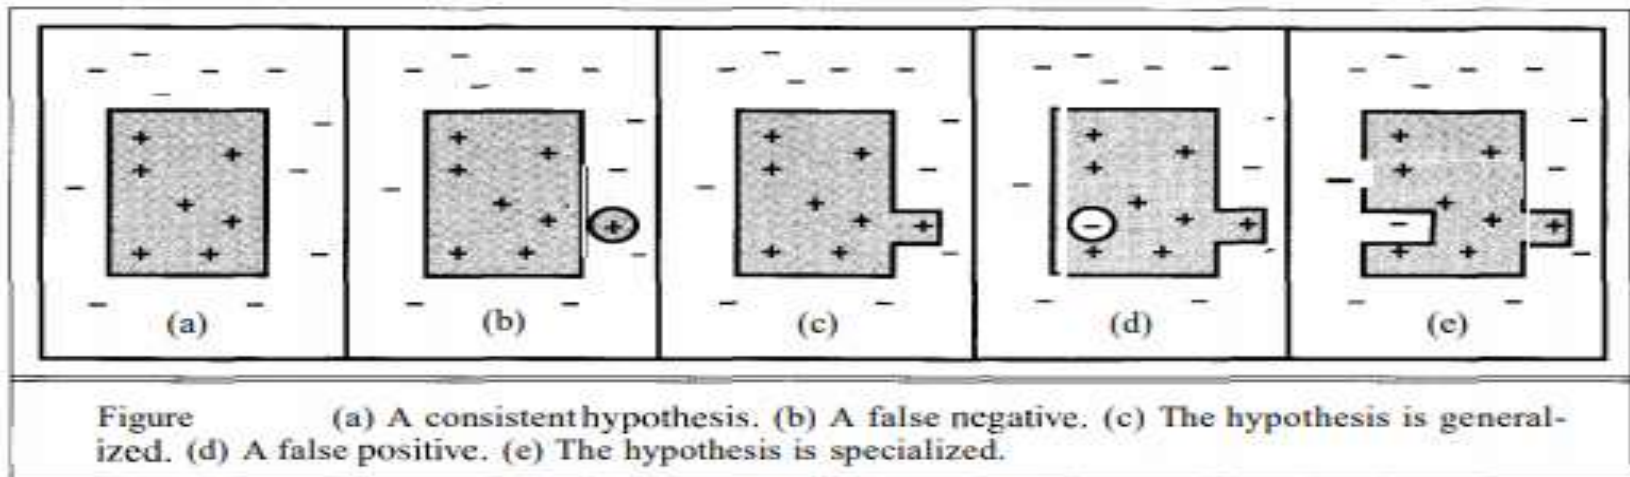 (a) (b) (c) (d) (e)
Figure (a) A consistent hypothesis. (b) A false negative. (c) The hypothesis is general-
ized. (d) A false positive. (e) The hypothesis is specialized.